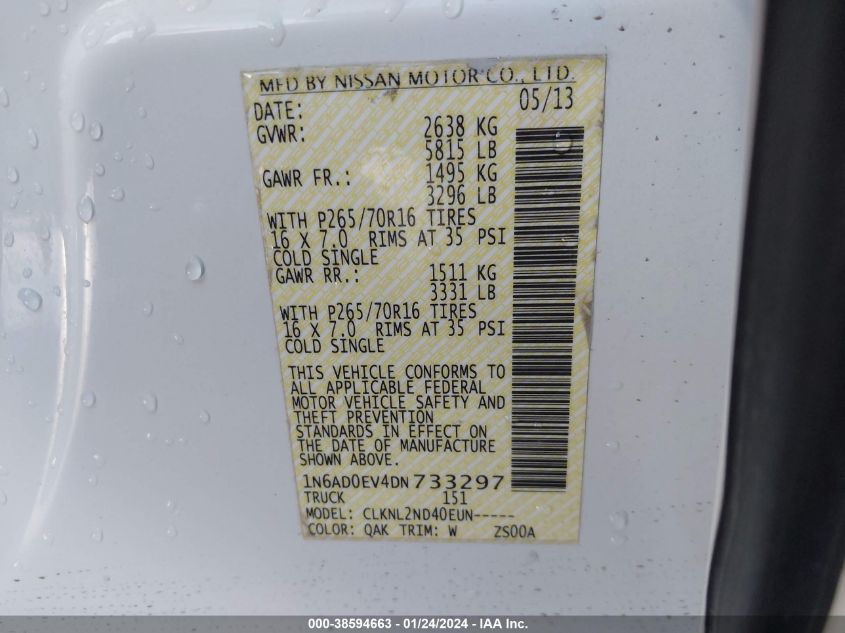 MFD BY NISSAN MOTOR CO., LTD.
DATE: 05/13
GVWR: 2638 KG
5815 LB
GAWR FR.: 1495 KG
3296 LB
WITH P265/70R16 TIRES
16 X 7.0 RIMS AT 35 PSI
COLD SINGLE
GAWR RR.: 1511 KG
3331 LB
WITH P265/70R16 TIRES
16 X 7.0 RIMS AT 35 PSI
COLD SINGLE
THIS VEHICLE CONFORMS TO
ALL APPLICABLE FEDERAL
MOTOR VEHICLE SAFETY AND
THEFT PREVENTION
STANDARDS IN EFFECT ON
THE DATE OF MANUFACTURE
SHOWN ABOVE.
1N6AD0EV4DN733297
TRUCK 151
MODEL: CLKNL2ND40EUN-----
COLOR: QAK TRIM: W ZS00A
000-38594663 - 01/24/2024 - IAA Inc.